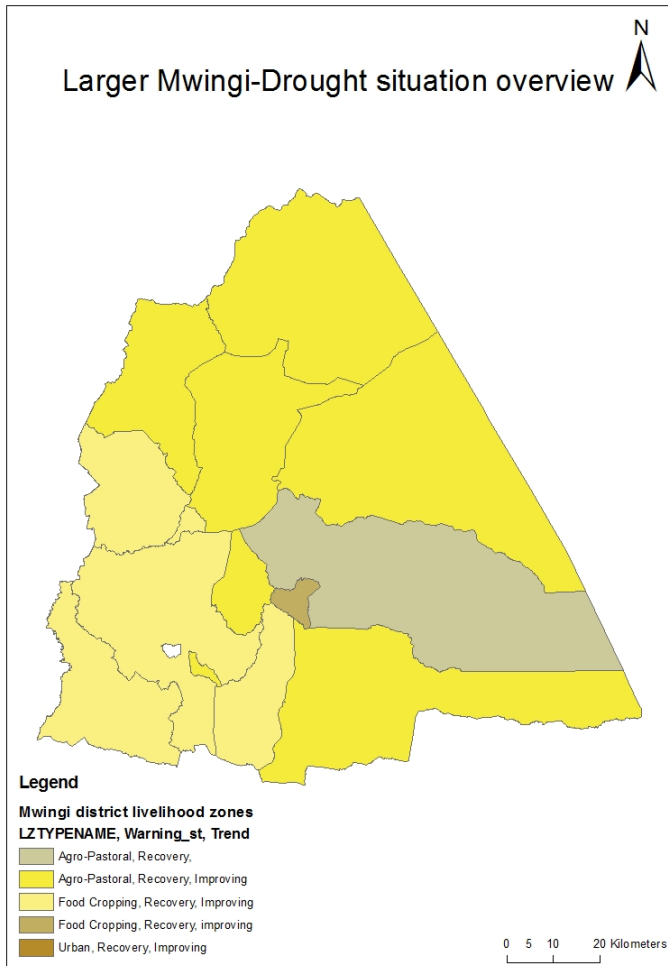 N
Larger Mwingi-Drought situation overview
Legend
Mwingi district livelihood zones
LZTYPENAME, Warning_st, Trend
Agro-Pastoral, Recovery,
Agro-Pastoral, Recovery, Improving
Food Cropping, Recovery, Improving
Food Cropping, Recovery, improving
Urban, Recovery, Improving
0 5 10 20 Kilometers